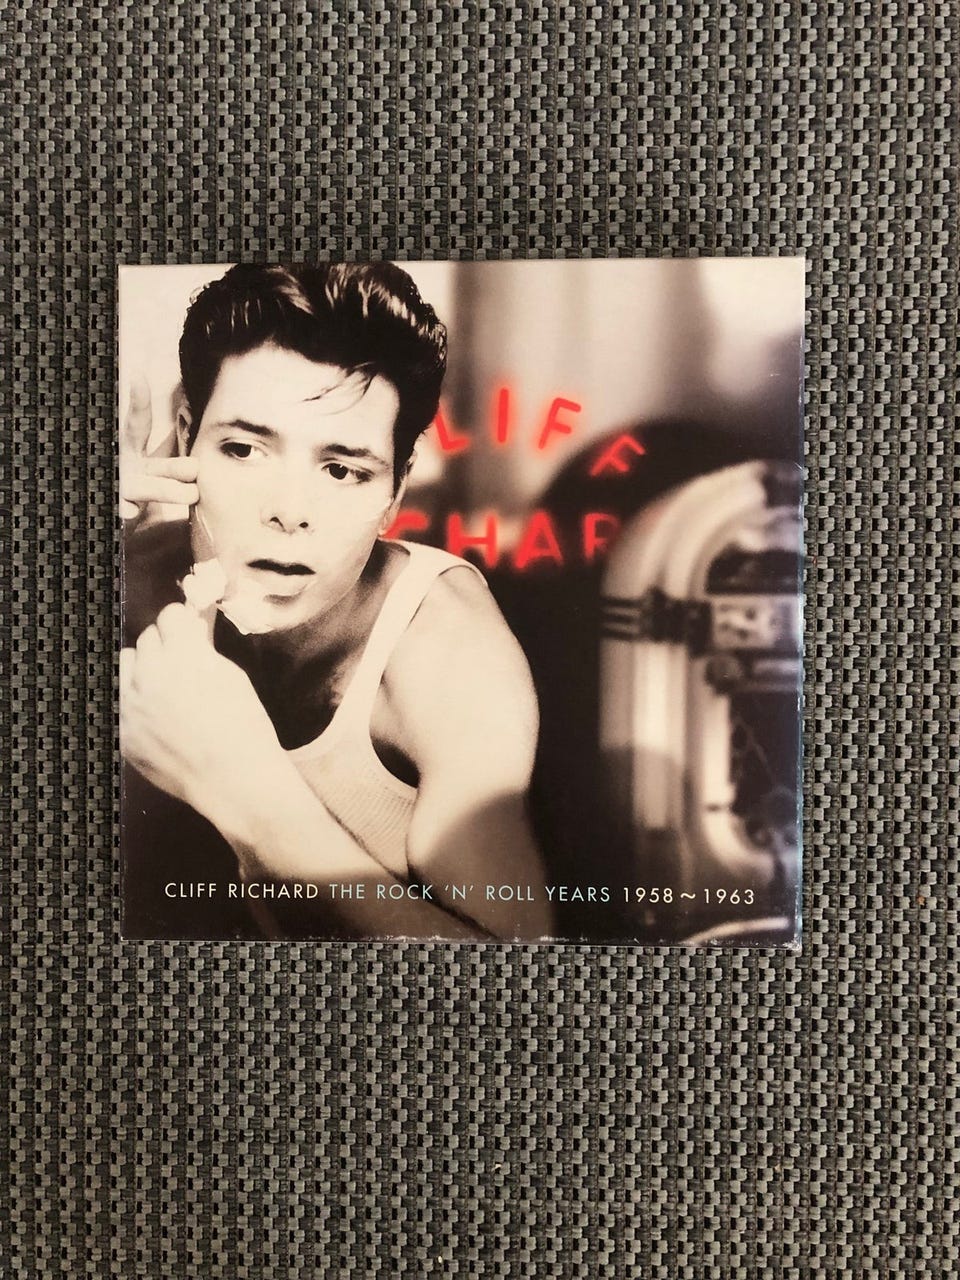 LIFF
CHAR
CLIFF RICHARD THE ROCK 'N' ROLL YEARS 1958~1963